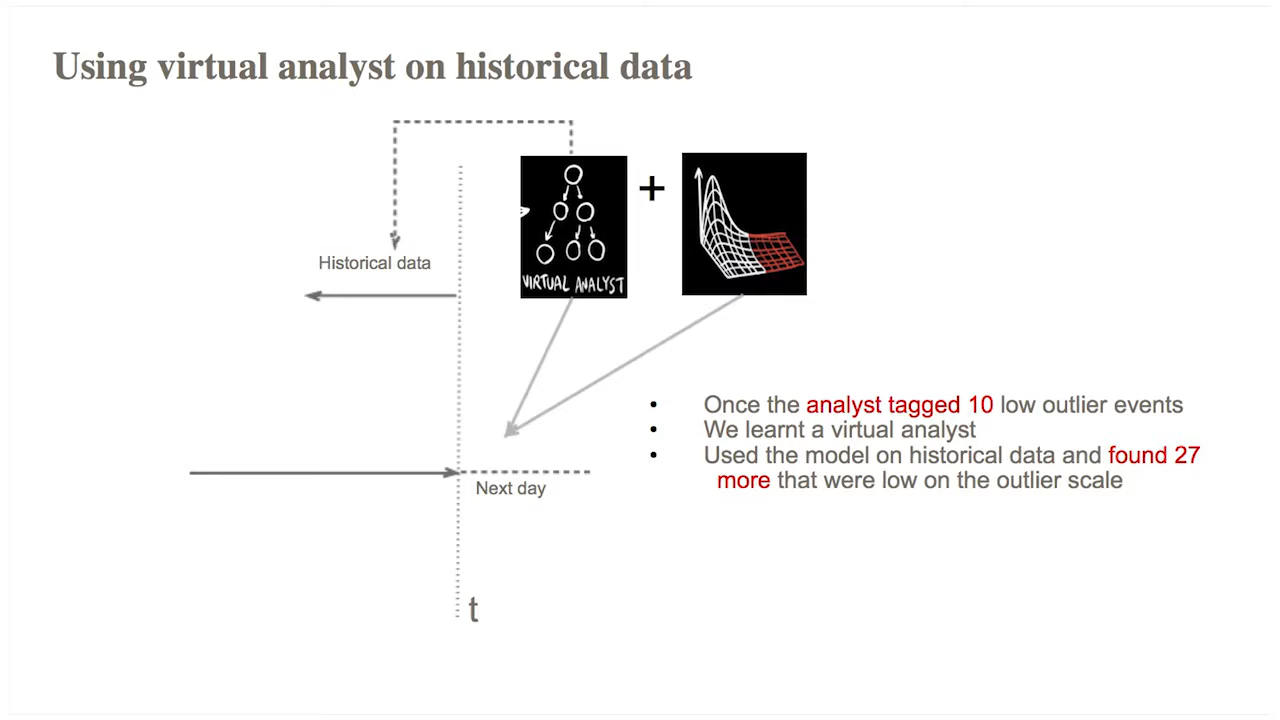 Using virtual analyst on historical data
+
Historical data
VIRTUAL ANALYST
• Once the analyst tagged 10 low outlier events
• We learnt a virtual analyst
• Used the model on historical data and found 27
more that were low on the outlier scale
Next day
t